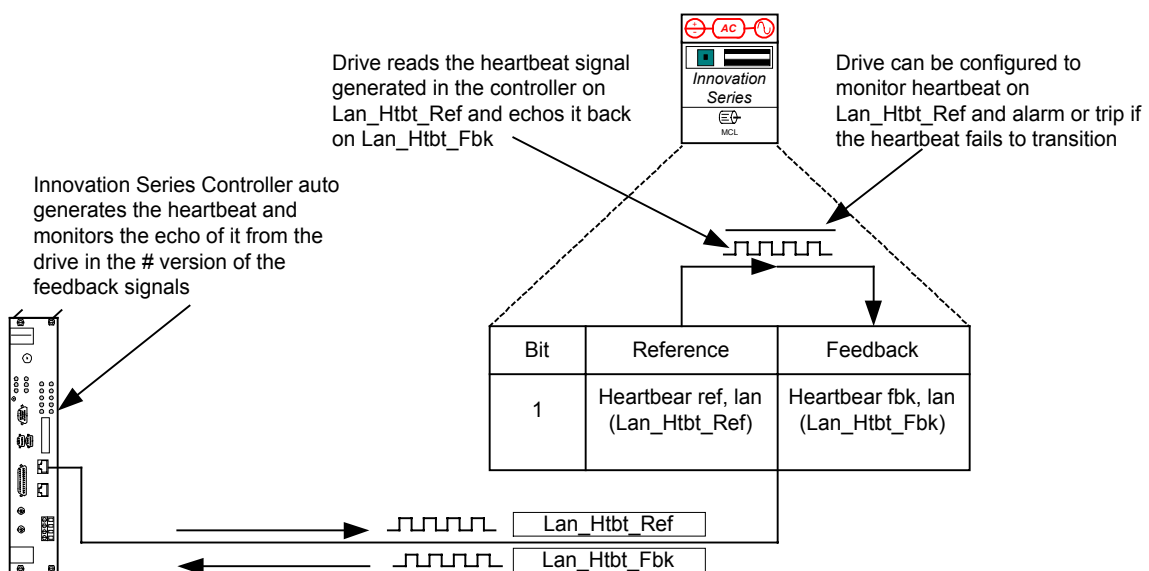 AC
Innovation
Series
MCL
Drive reads the heartbeat signal
generated in the controller on
Lan_Htbt_Ref and echos it back
on Lan_Htbt_Fbk
Drive can be configured to
monitor heartbeat on
Lan_Htbt_Ref and alarm or trip if
the heartbeat fails to transition
Innovation Series Controller auto
generates the heartbeat and
monitors the echo of it from the
drive in the # version of the
feedback signals
Bit Reference Feedback
1 Heartbear ref, lan Heartbear fbk, lan
(Lan_Htbt_Ref) (Lan_Htbt_Fbk)
Lan_Htbt_Ref
Lan_Htbt_Fbk